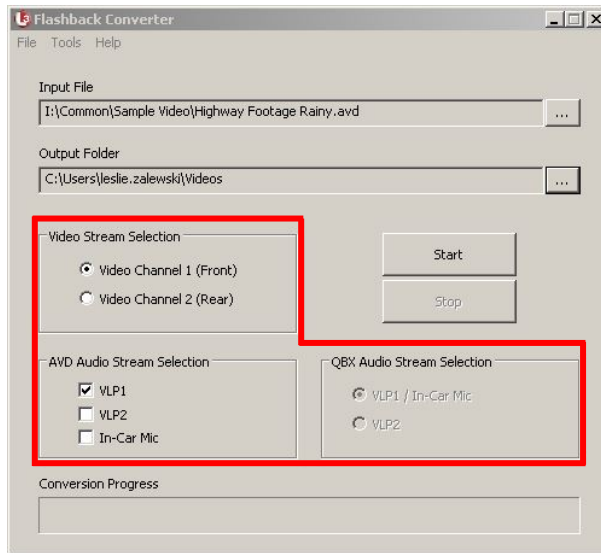 Flashback Converter
File Tools Help
Input File
I:\Common\Sample Video\Highway Footage Rainy.avd
...
Output Folder
C:\Users\leslie.zalewski\Videos
...
Video Stream Selection
Video Channel 1 (Front)
Video Channel 2 (Rear)
Start
Stop
AVD Audio Stream Selection
VLP1
VLP2
In-Car Mic
QBX Audio Stream Selection
VLP1 / In-Car Mic
VLP2
Conversion Progress